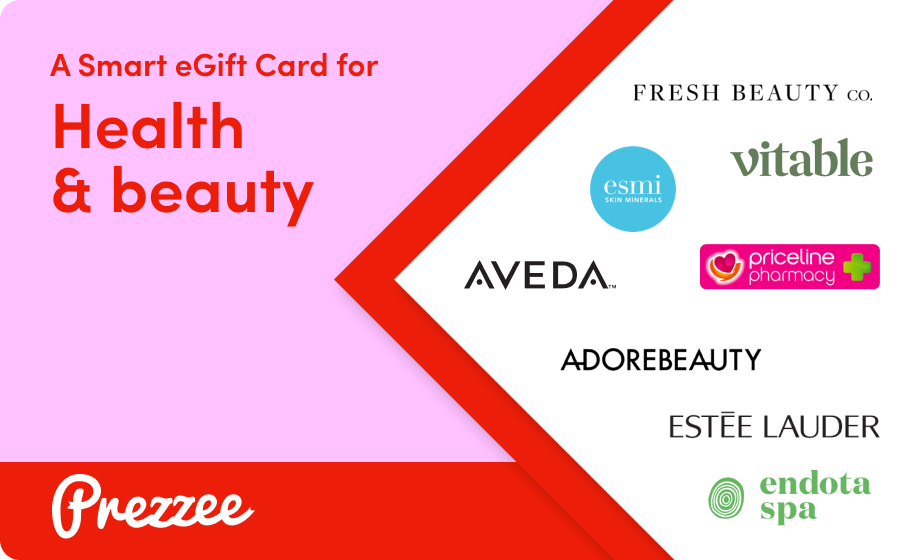 A Smart eGift Card for
Health
& beauty
FRESH BEAUTY CO.
vitable
esmi
SKIN MINERALS
AVEDA™
priceline
pharmacy
ADOREBEAUTY
ESTĒE LAUDER
endota
spa
Prezzee